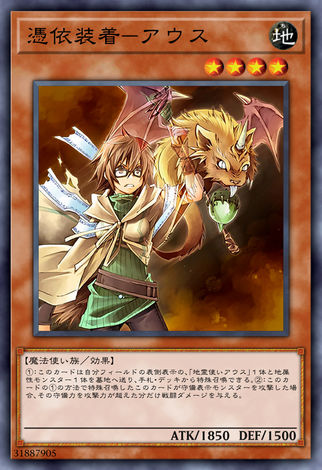 憑依装着－アウス
ち
地
【魔法使い族／効果】
①:このカードは自分フィールドの表側表示の、「地霊使いアウス」１体と地属
性モンスター１体を墓地へ送り、手札・デッキから特殊召喚できる。②:このカ
ードの①の方法で特殊召喚したこのカードが守備表示モンスターを攻撃した場
合、その守備力を攻撃力が超えた分だけ戦闘ダメージを与える。
ATK/1850 DEF/1500
31887905